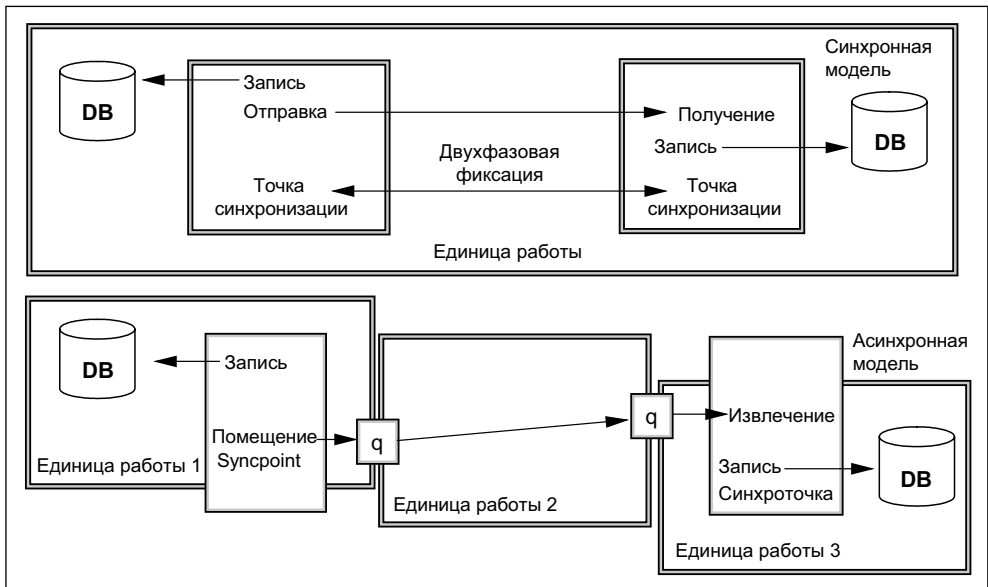 Синхронная
модель
DB
Запись
Отправка
Точка
синхронизации
Двухфазовая
фиксация
Получение
Запись
Точка
синхронизации
DB
Единица работы
DB
Запись
Помещение
Syncpoint
Единица работы 1
q
Единица работы 2
q
Асинхронная
модель
Извлечение
Запись
Синхроточка
DB
Единица работы 3